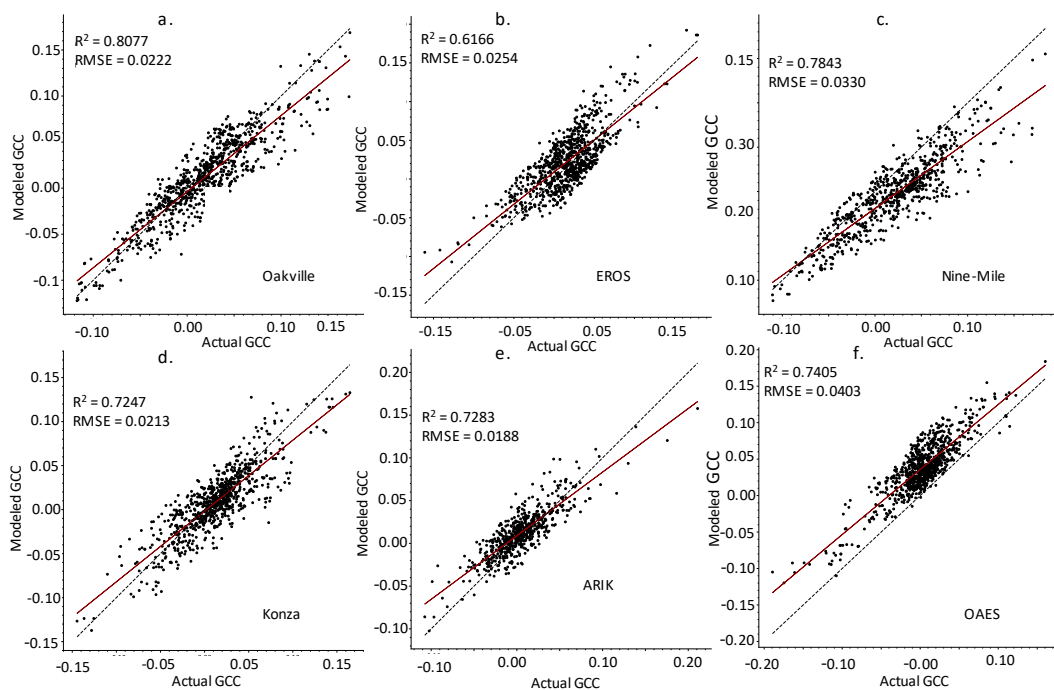 a.
R² = 0.8077
RMSE = 0.0222
0.15
0.10
0.05
0.00
-0.05
-0.1
Modeled GCC
Oakville
-0.10
0.00
0.10
0.15
Actual GCC
b.
R² = 0.6166
RMSE = 0.0254
0.15
0.05
-0.05
-0.15
Modeled GCC
EROS
-0.15
-0.05
0.05
0.15
Actual GCC
c.
R² = 0.7843
RMSE = 0.0330
0.15
0.30
0.20
0.10
Modeled GCC
Nine-Mile
-0.10
0.00
0.10
Actual GCC
d.
R² = 0.7247
RMSE = 0.0213
0.15
0.10
0.05
0.00
-0.05
-0.10
-0.15
Modeled GCC
Konza
-0.15
-0.05
0.05
0.15
Actual GCC
e.
R² = 0.7283
RMSE = 0.0188
0.20
0.15
0.10
0.05
0.00
-0.05
-0.10
Modeled GCC
ARIK
-0.10
0.00
0.10
0.20
Actual GCC
f.
R² = 0.7405
RMSE = 0.0403
0.20
0.15
0.10
0.05
0.00
-0.05
-0.10
-0.15
-0.20
Modeled GCC
OAES
-0.20
-0.10
-0.00
0.10
Actual GCC